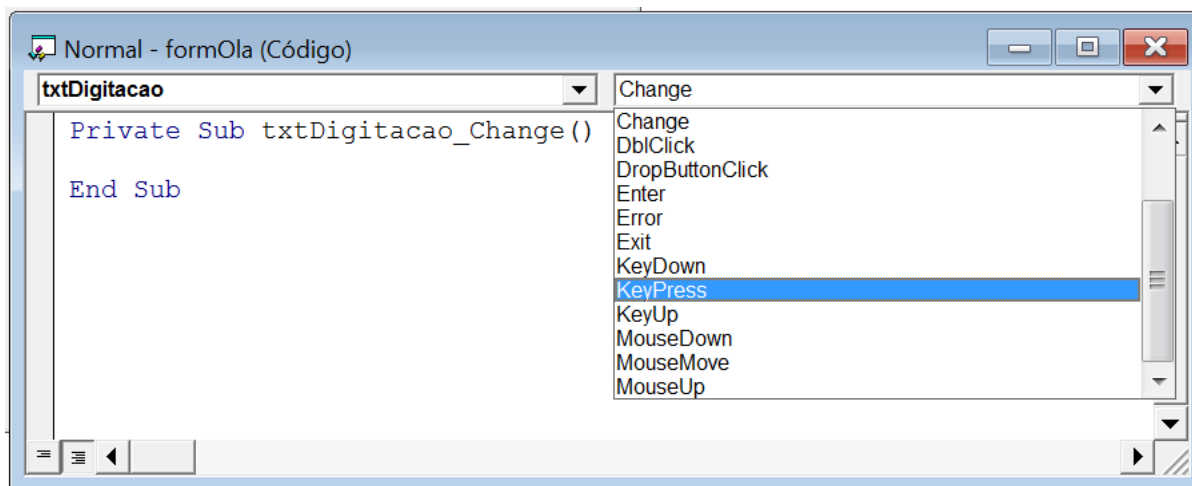 Normal - formOla (Código)
txtDigitacao
Change
Private Sub txtDigitacao_Change()
End Sub
Change
DblClick
DropButtonClick
Enter
Error
Exit
KeyDown
KeyPress
KeyUp
MouseDown
MouseMove
MouseUp